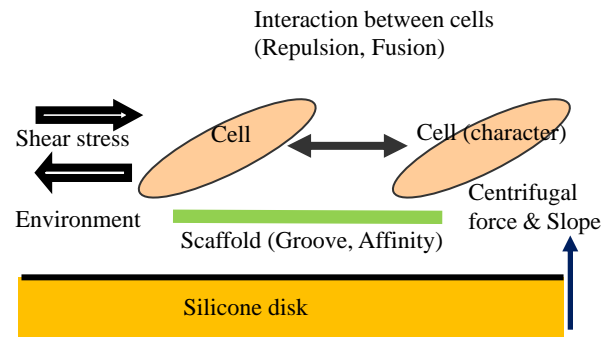 Interaction between cells
(Repulsion, Fusion)
Shear stress
Cell
Cell (character)
Environment
Centrifugal
force & Slope
Scaffold (Groove, Affinity)
Silicone disk